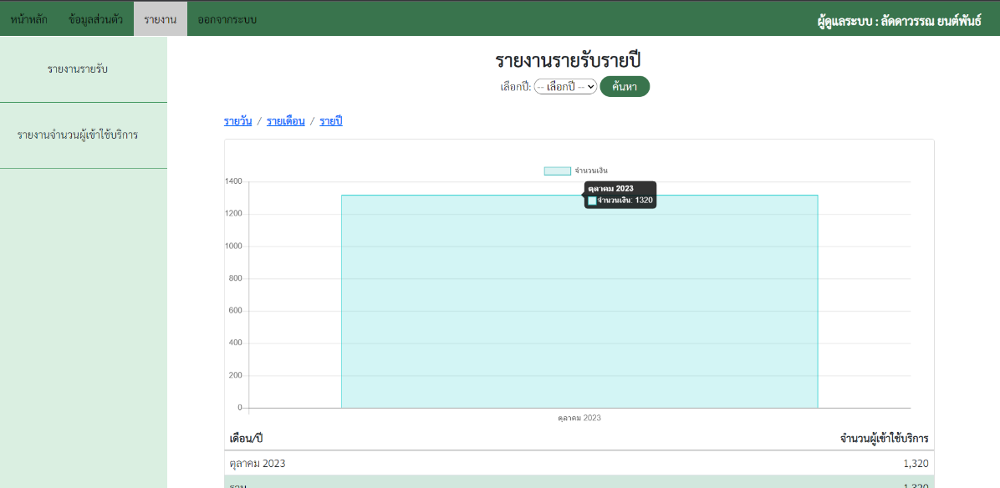 หน้าหลัก ข้อมูลส่วนตัว รายงาน ออกจากระบบ ผู้ดูแลระบบ : ลัดดาวรรณ ยนต์พันธ์
รายงานรายรับ
รายงานจำนวนผู้เข้าใช้บริการ
รายงานรายรับรายปี
เลือกปี: -- เลือกปี -- ค้นหา
รายวัน / รายเดือน / รายปี
จำนวนเงิน
ตุลาคม 2023
จำนวนเงิน: 1320
1400
1200
1000
800
600
400
200
0
ตุลาคม 2023
เดือน/ปี จำนวนผู้เข้าใช้บริการ
ตุลาคม 2023 1,320
รวม 1,320